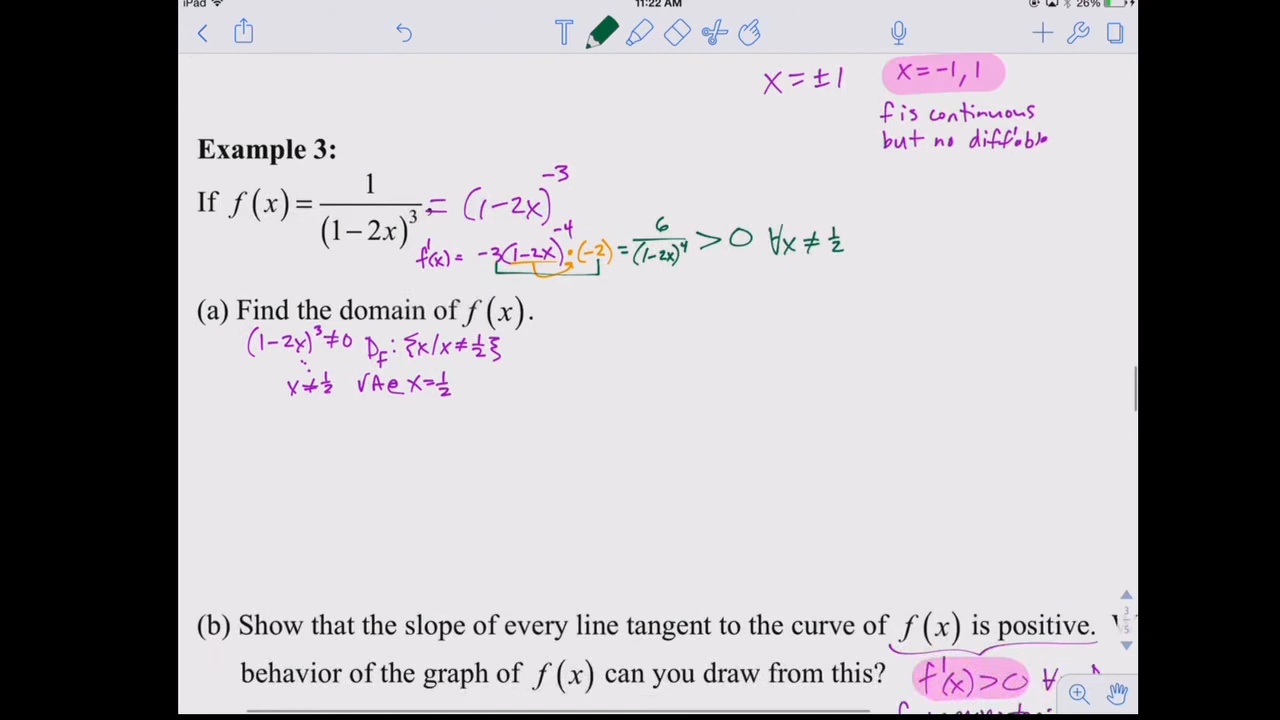 iPad 11:22 AM 26%
x = ±1 x = -1, 1
f is continuous
but no diff'able
Example 3:
If f(x) = 1/(1−2x)³, = (1-2x)^-3
f'(x) = -3(1-2x)^-4 · (-2) = 6/(1-2x)^4 > 0 ∀x ≠ 1/2
(a) Find the domain of f(x).
(1-2x)³ ≠ 0 D_f : {x/x ≠ 1/2}
x ≠ 1/2 VA@ x = 1/2
3/5
(b) Show that the slope of every line tangent to the curve of f(x) is positive.
behavior of the graph of f(x) can you draw from this? f'(x) > 0 ∀